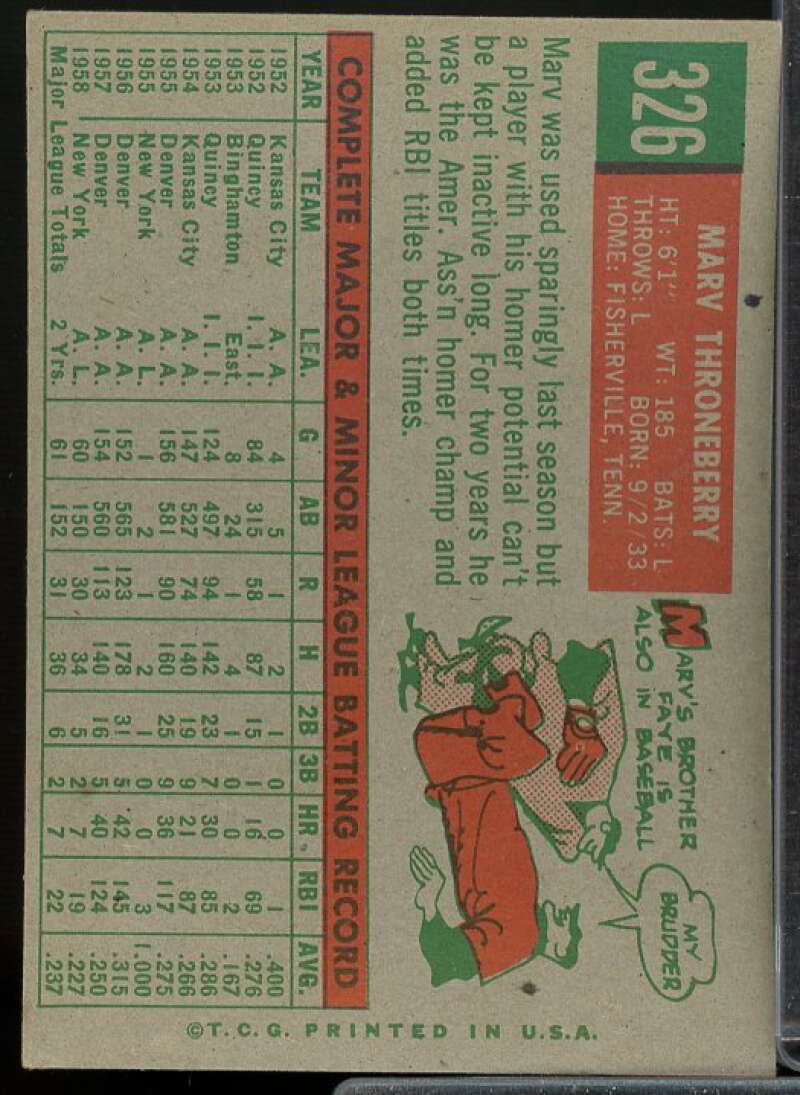 326
MARV THRONEBERRY
HT: 6'1" WT: 185 BATS: L
THROWS: L BORN: 9/2/33
HOME: FISHERVILLE, TENN.
MARV'S BROTHER
FAYE IS
ALSO IN BASEBALL
MY
BRUDDER
Marv was used sparingly last season but
a player with his homer potential can't
be kept inactive long. For two years he
was the Amer. Ass'n homer champ and
added RBI titles both times.
COMPLETE MAJOR & MINOR LEAGUE BATTING RECORD
YEAR TEAM LEA. G AB R H 2B 3B HR. RBI AVG.
1952 Kansas City A. A. 4 5 1 2 1 0 0 1 .400
1952 Quincy I. I. I. 84 315 58 87 15 1 16 69 .276
1953 Binghamton East. 8 24 1 4 0 0 0 2 .167
1953 Quincy I. I. I. 124 497 94 142 23 7 30 85 .286
1954 Kansas City A. A. 147 527 74 140 19 9 21 87 .266
1955 Denver A. A. 156 581 90 160 25 9 36 117 .275
1955 New York A. L. 1 2 1 2 1 0 0 3 1.000
1956 Denver A. A. 152 565 123 178 31 5 42 145 .315
1957 Denver A. A. 154 560 113 140 16 5 40 124 .250
1958 New York A. L. 60 150 30 34 5 2 7 19 .227
Major League Totals 2 Yrs. 61 152 31 36 6 2 7 22 .237
©T.C.G. PRINTED IN U.S.A.